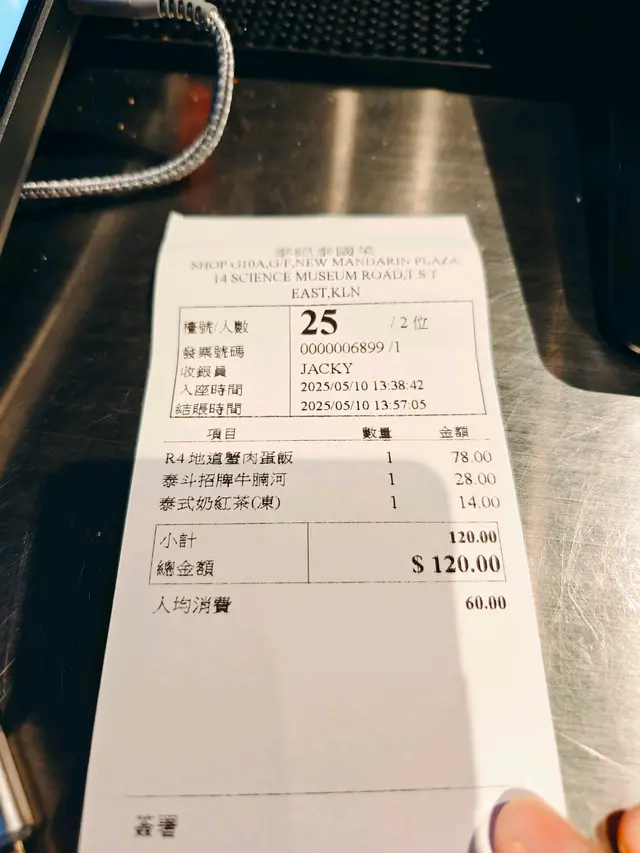 泰國菜
SHOP G10A,G/F,NEW MANDARIN PLAZA
14 SCIENCE MUSEUM ROAD,T.S.T
EAST,KLN
檯號/人數 25 / 2 位
發票號碼 0000006899 /1
收銀員 JACKY
入座時間 2025/05/10 13:38:42
結賬時間 2025/05/10 13:57:05
項目 數量 金額
R4 地道蟹肉蛋飯 1 78.00
泰斗招牌牛腩河 1 28.00
泰式奶紅茶(凍) 1 14.00
小計 120.00
總金額 $ 120.00
人均消費 60.00
簽署